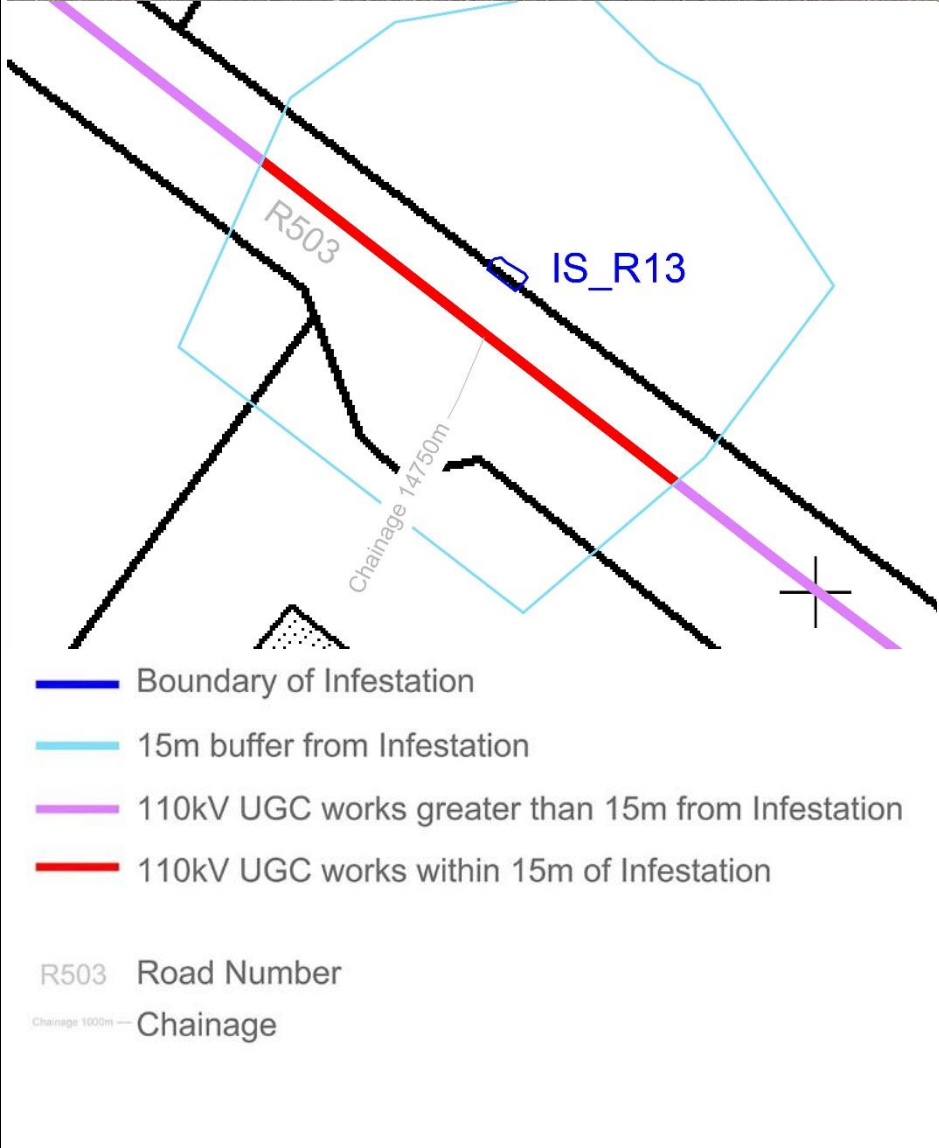 R503
IS_R13
Chainage 14750m
Boundary of Infestation
15m buffer from Infestation
110kV UGC works greater than 15m from Infestation
110kV UGC works within 15m of Infestation
R503 Road Number
Chainage 1000m Chainage